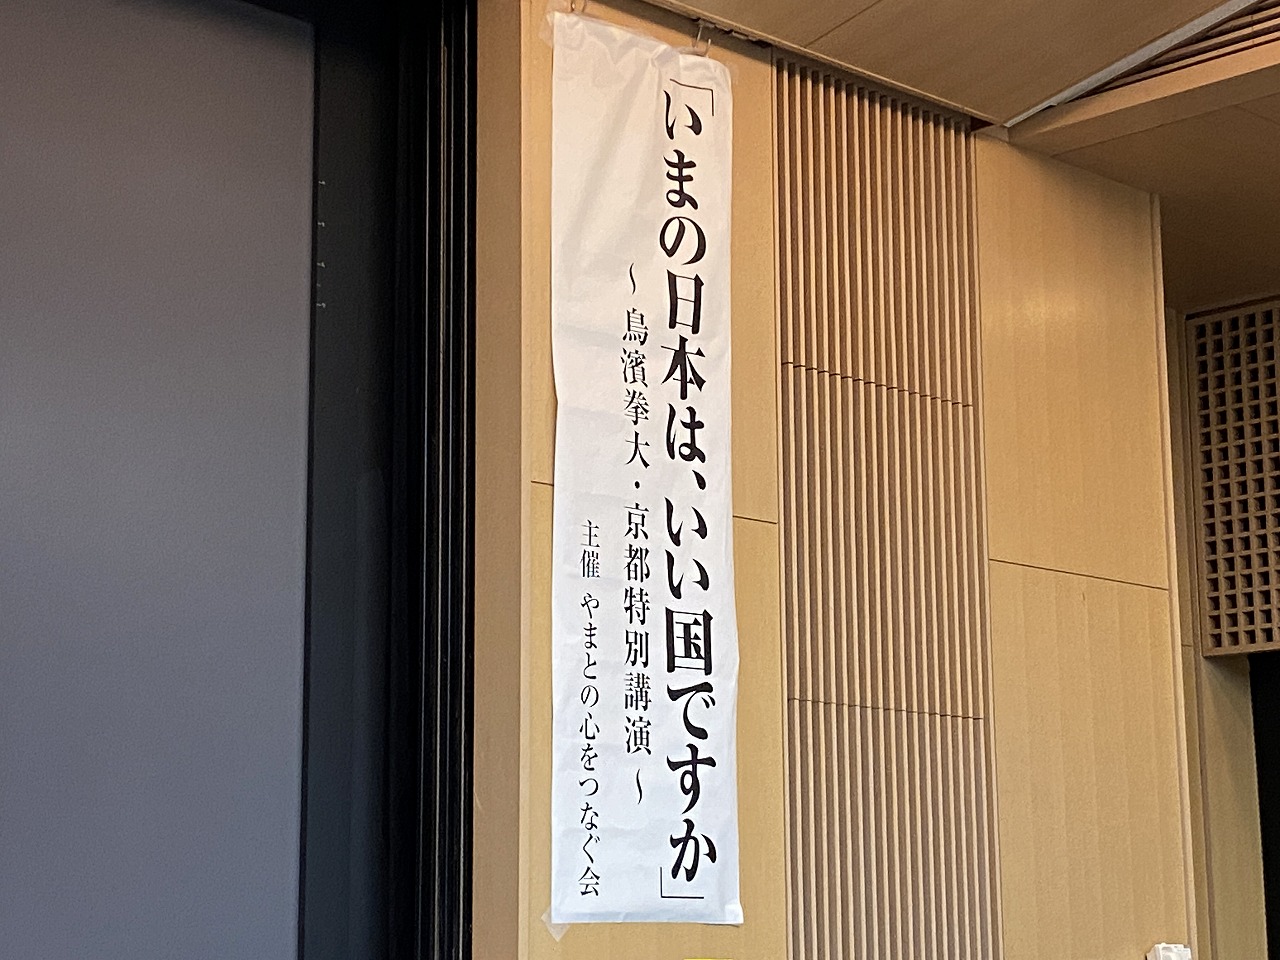 「いまの日本は、いい国ですか」
～鳥濱拳大・京都特別講演～
主催 やまとの心をつなぐ会